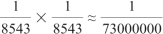 1/8543 × 1/8543 ≈ 1/73000000